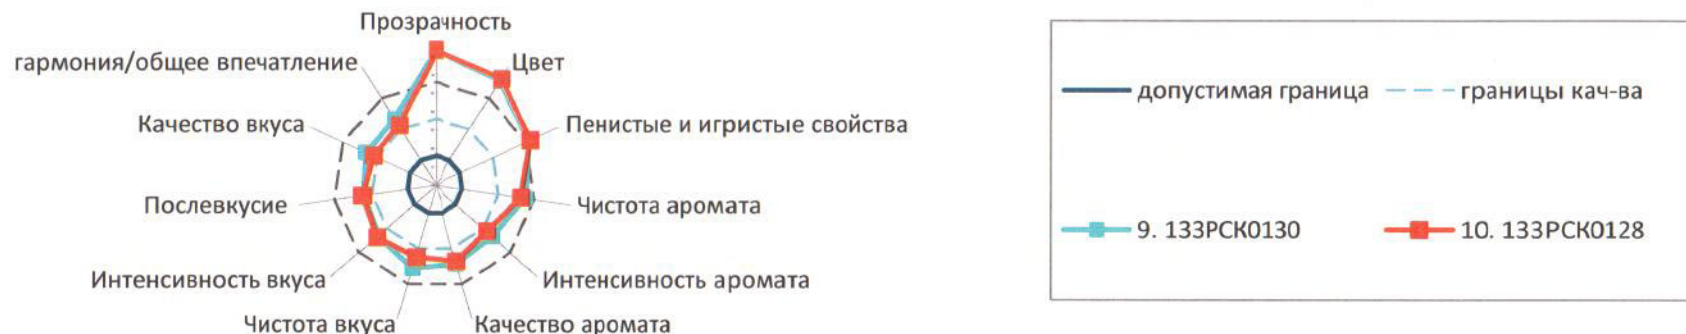 Прозрачность
гармония/общее впечатление
Цвет
Качество вкуса
Пенистые и игристые свойства
Послевкусие
Чистота аромата
Интенсивность вкуса
Интенсивность аромата
Чистота вкуса
Качество аромата
допустимая граница
границы кач-ва
9. 133РСК0130
10. 133РСК0128